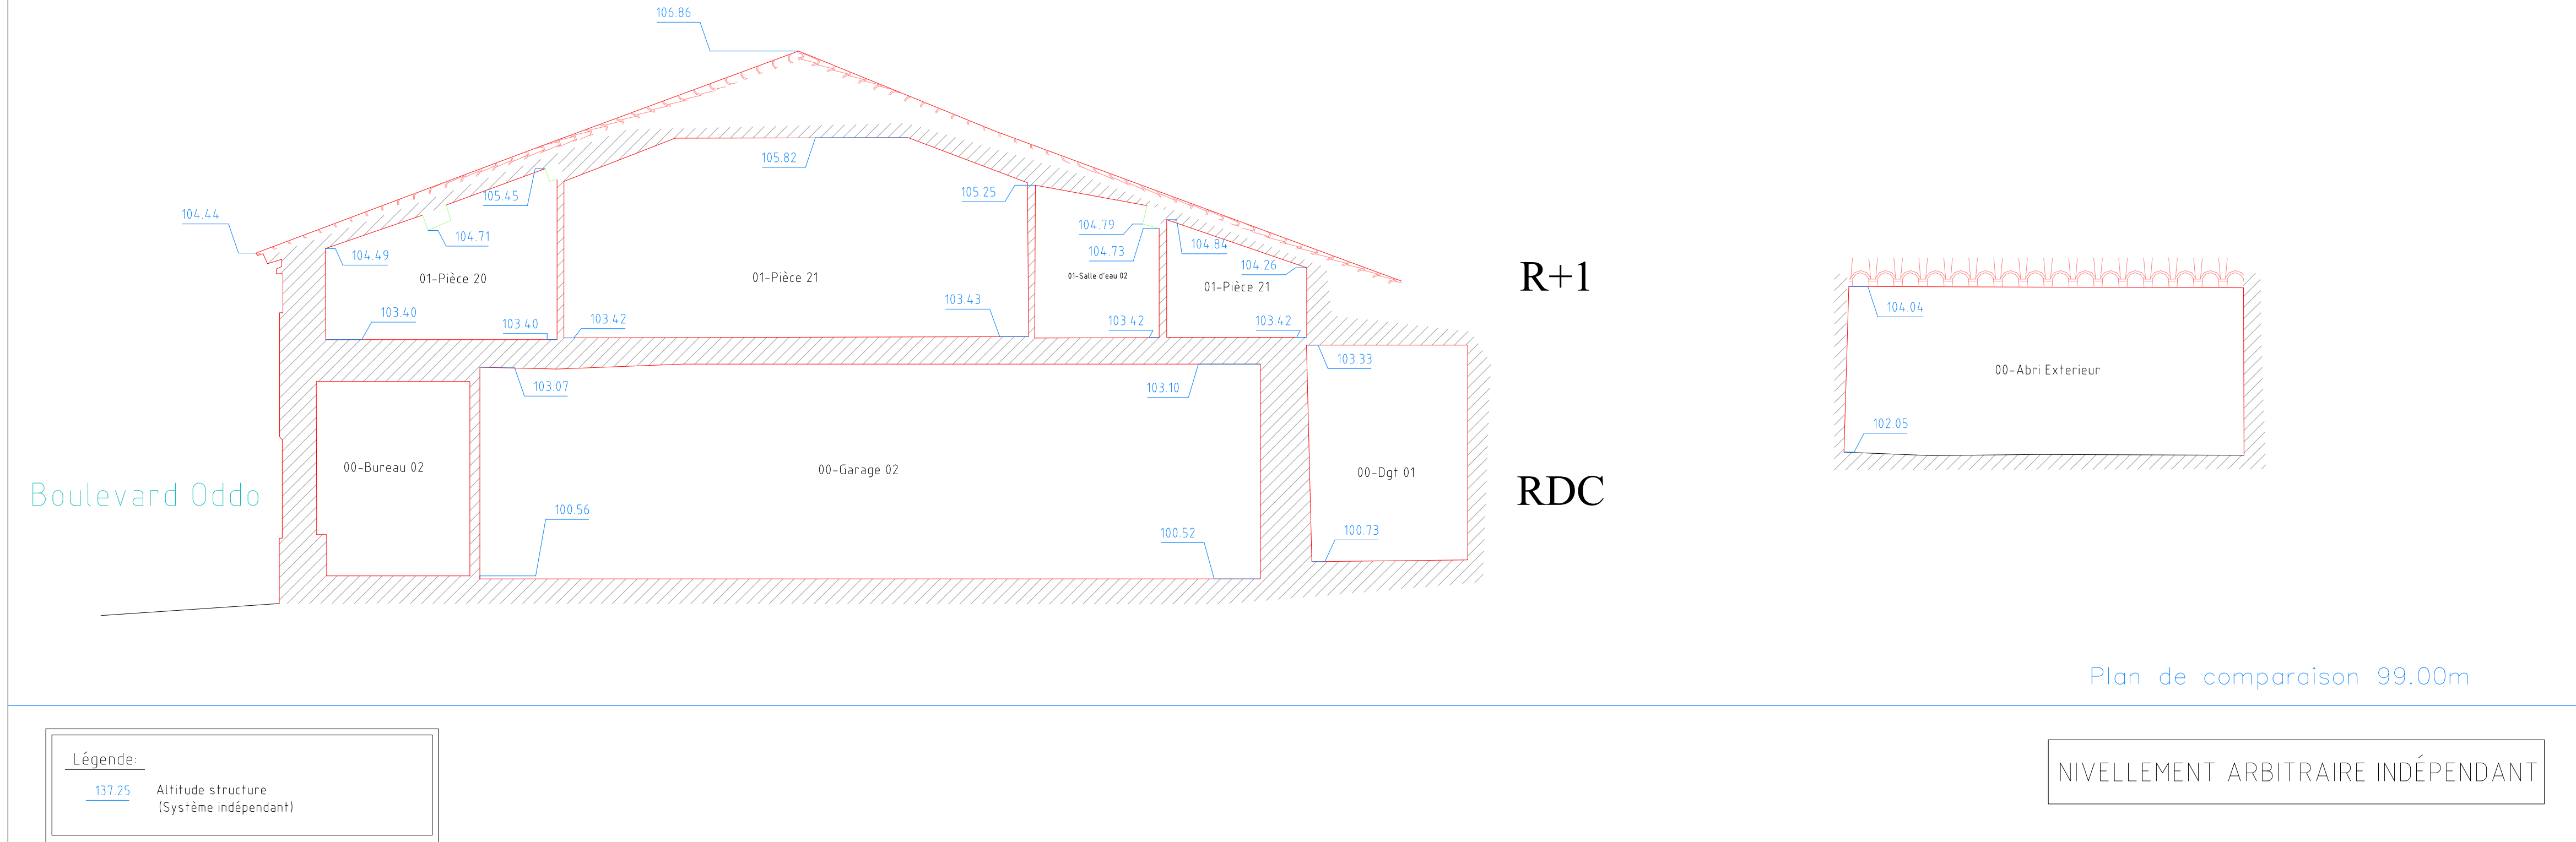 106.86
105.82
105.45
105.25
104.44
104.79
104.71
104.84
104.73
104.49
104.26
01-Pièce 20
01-Pièce 21
01-Salle d'eau 02
01-Pièce 21
R+1
103.40
103.40
103.42
103.43
103.42
103.42
104.04
103.33
103.07
103.10
00-Abri Exterieur
102.05
00-Bureau 02
00-Garage 02
00-Dgt 01
Boulevard Oddo
RDC
100.56
100.52
100.73
Plan de comparaison 99.00m
Légende:
137.25 Altitude structure
(Système indépendant)
NIVELLEMENT ARBITRAIRE INDÉPENDANT